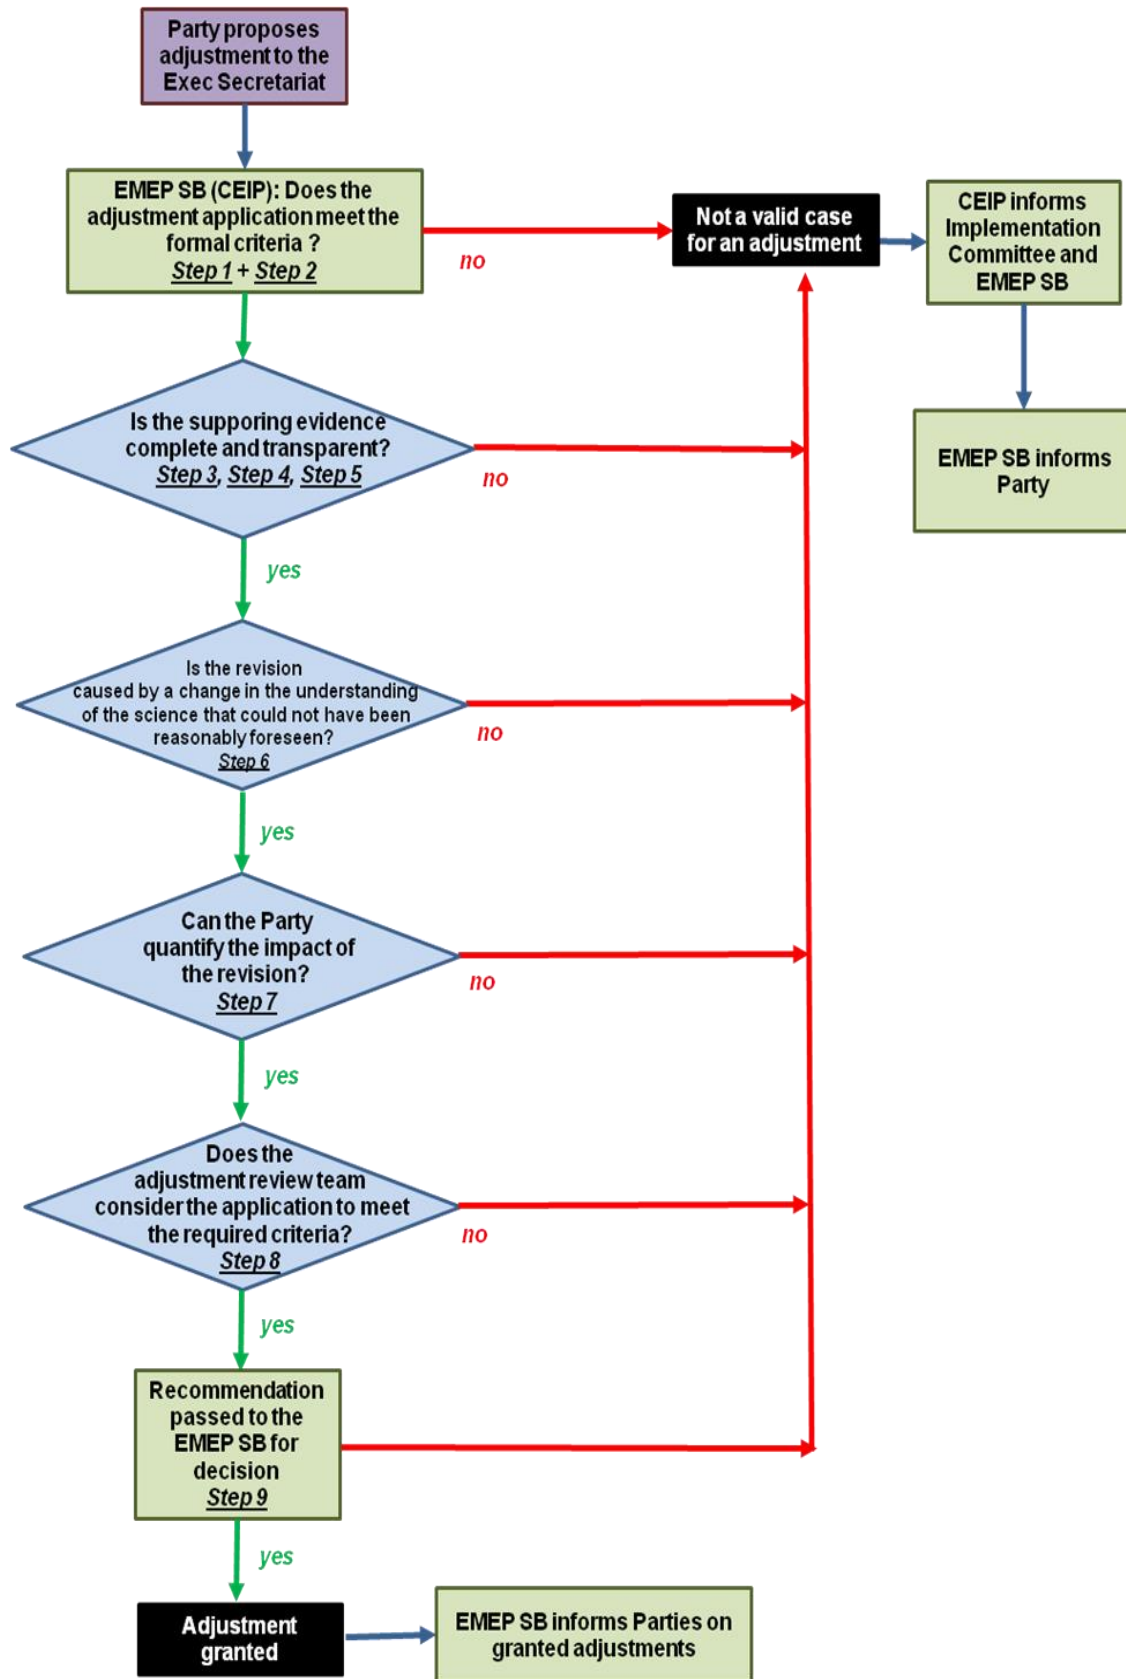 Party proposes
adjustment to the
Exec Secretariat
EMEP SB (CEIP): Does the
adjustment application meet the
formal criteria ?
Step 1 + Step 2
no
Not a valid case
for an adjustment
CEIP informs
Implementation
Committee and
EMEP SB
EMEP SB informs
Party
Is the supporing evidence
complete and transparent?
Step 3, Step 4, Step 5
no
yes
Is the revision
caused by a change in the understanding
of the science that could not have been
reasonably foreseen?
Step 6
no
yes
Can the Party
quantify the impact of
the revision?
Step 7
no
yes
Does the
adjustment review team
consider the application to meet
the required criteria?
Step 8
no
yes
Recommendation
passed to the
EMEP SB for
decision
Step 9
yes
Adjustment
granted
EMEP SB informs Parties on
granted adjustments